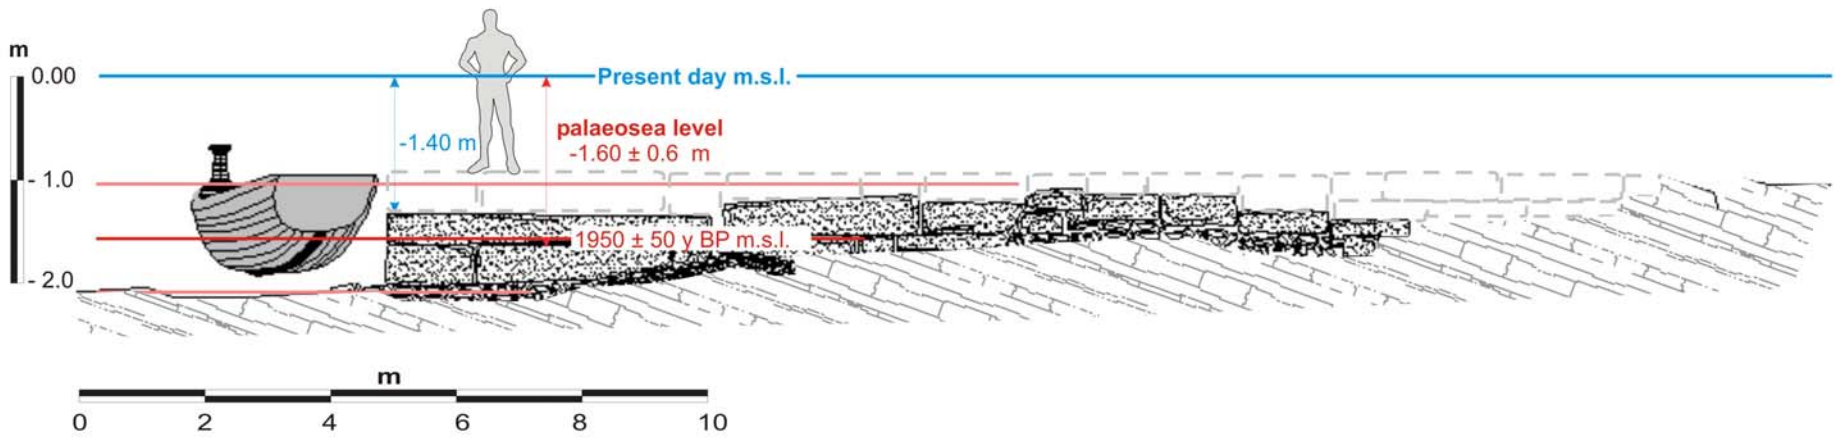 m
0.00
Present day m.s.l.
-1.40 m
palaeosea level
-1.60 ± 0.6 m
- 1.0
1950 ± 50 y BP m.s.l.
- 2.0
m
0 2 4 6 8 10